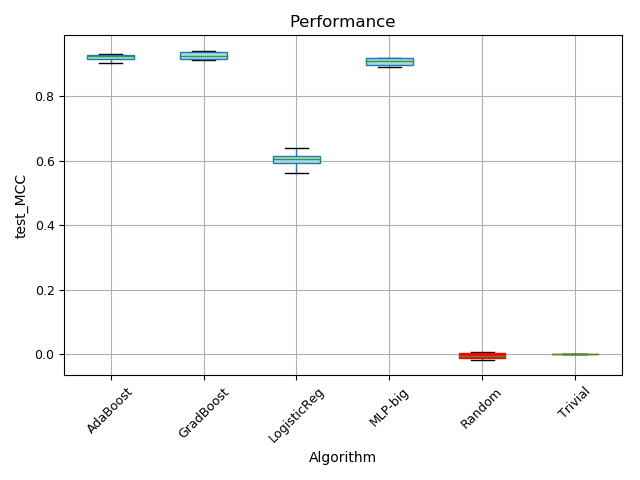 Performance
test_MCC
0.8
0.6
0.4
0.2
0.0
AdaBoost
GradBoost
LogisticReg
MLP-big
Random
Trivial
Algorithm